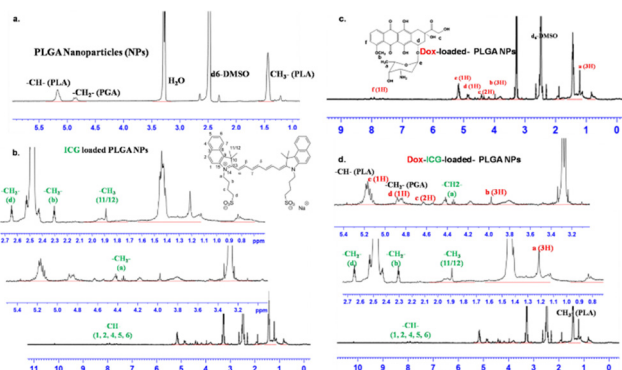 a.
PLGA Nanoparticles (NPs)
H₂O
d6-DMSO
CH₃- (PLA)
-CH- (PLA)
-CH₂- (PGA)
5.5 5.0 4.5 4.0 3.5 3.0 2.5 2.0 1.5 1.0
b.
ICG loaded PLGA NPs
-CH₂-
(d)
-CH₂-
(b)
-CH₃
(11/12)
2.7 2.6 2.5 2.4 2.3 2.2 2.1 2.0 1.9 1.8 1.7 1.6 1.5 1.4 1.3 1.2 1.1 1.0 0.9 0.8 ppm
-CH₂-
(a)
5.2 5.0 4.8 4.6 4.4 4.2 4.0 3.8 3.6 3.4 ppm
CH
(1, 2, 4, 5, 6)
11 10 9 8 7 6 5 4 3 2 1 0
c.
Dox-loaded- PLGA NPs
d₆-DMSO
a (3H)
e (1H)
d (1H)
c (2H)
b (3H)
f (1H)
9 8 7 6 5 4 3 2 1 0
d.
Dox-ICG-loaded- PLGA NPs
-CH- (PLA)
e (1H)
-CH₂- (PGA)
d (1H)
c (2H)
-CH2-
(a)
b (3H)
5.2 5.0 4.8 4.6 4.4 4.2 4.0 3.8 3.6 3.4 3.2
-CH₂-
(d)
-CH₂-
(b)
-CH₃
(11/12)
a (3H)
2.7 2.6 2.5 2.4 2.3 2.2 2.1 2.0 1.9 1.8 1.7 1.6 1.5 1.4 1.3 1.2 1.1 1.0 0.9 0.8
-CH-
(1, 2, 4, 5, 6)
CH₃- (PLA)
10 9 8 7 6 5 4 3 2 1 0